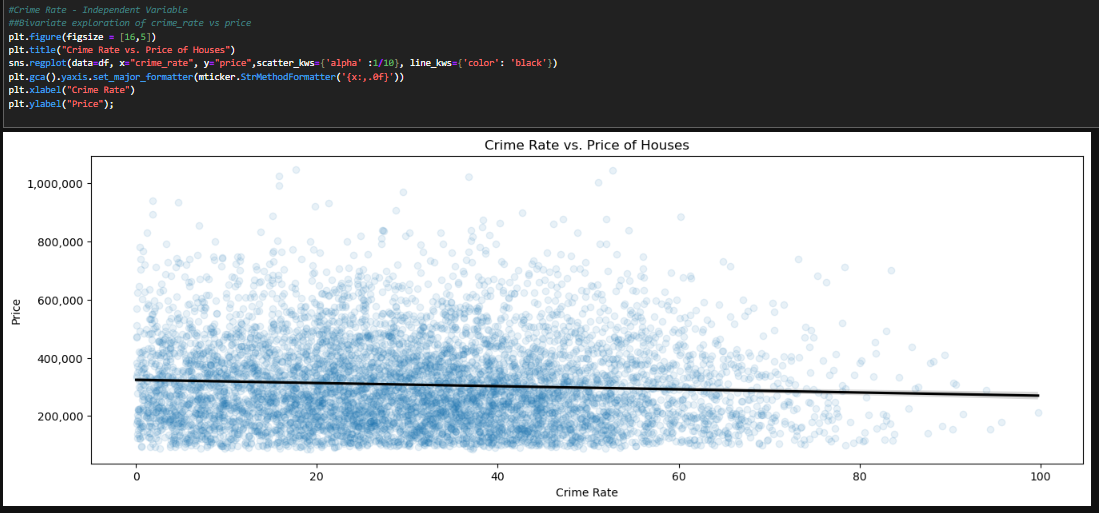 #Crime Rate - Independent Variable
##Bivariate exploration of crime_rate vs price
plt.figure(figsize = [16,5])
plt.title("Crime Rate vs. Price of Houses")
sns.regplot(data=df, x="crime_rate", y="price",scatter_kws={'alpha' :1/10}, line_kws={'color': 'black'})
plt.gca().yaxis.set_major_formatter(mticker.StrMethodFormatter('{x:,.0f}'))
plt.xlabel("Crime Rate")
plt.ylabel("Price");
Crime Rate vs. Price of Houses
1,000,000
800,000
600,000
400,000
200,000
Price
0 20 40 60 80 100
Crime Rate